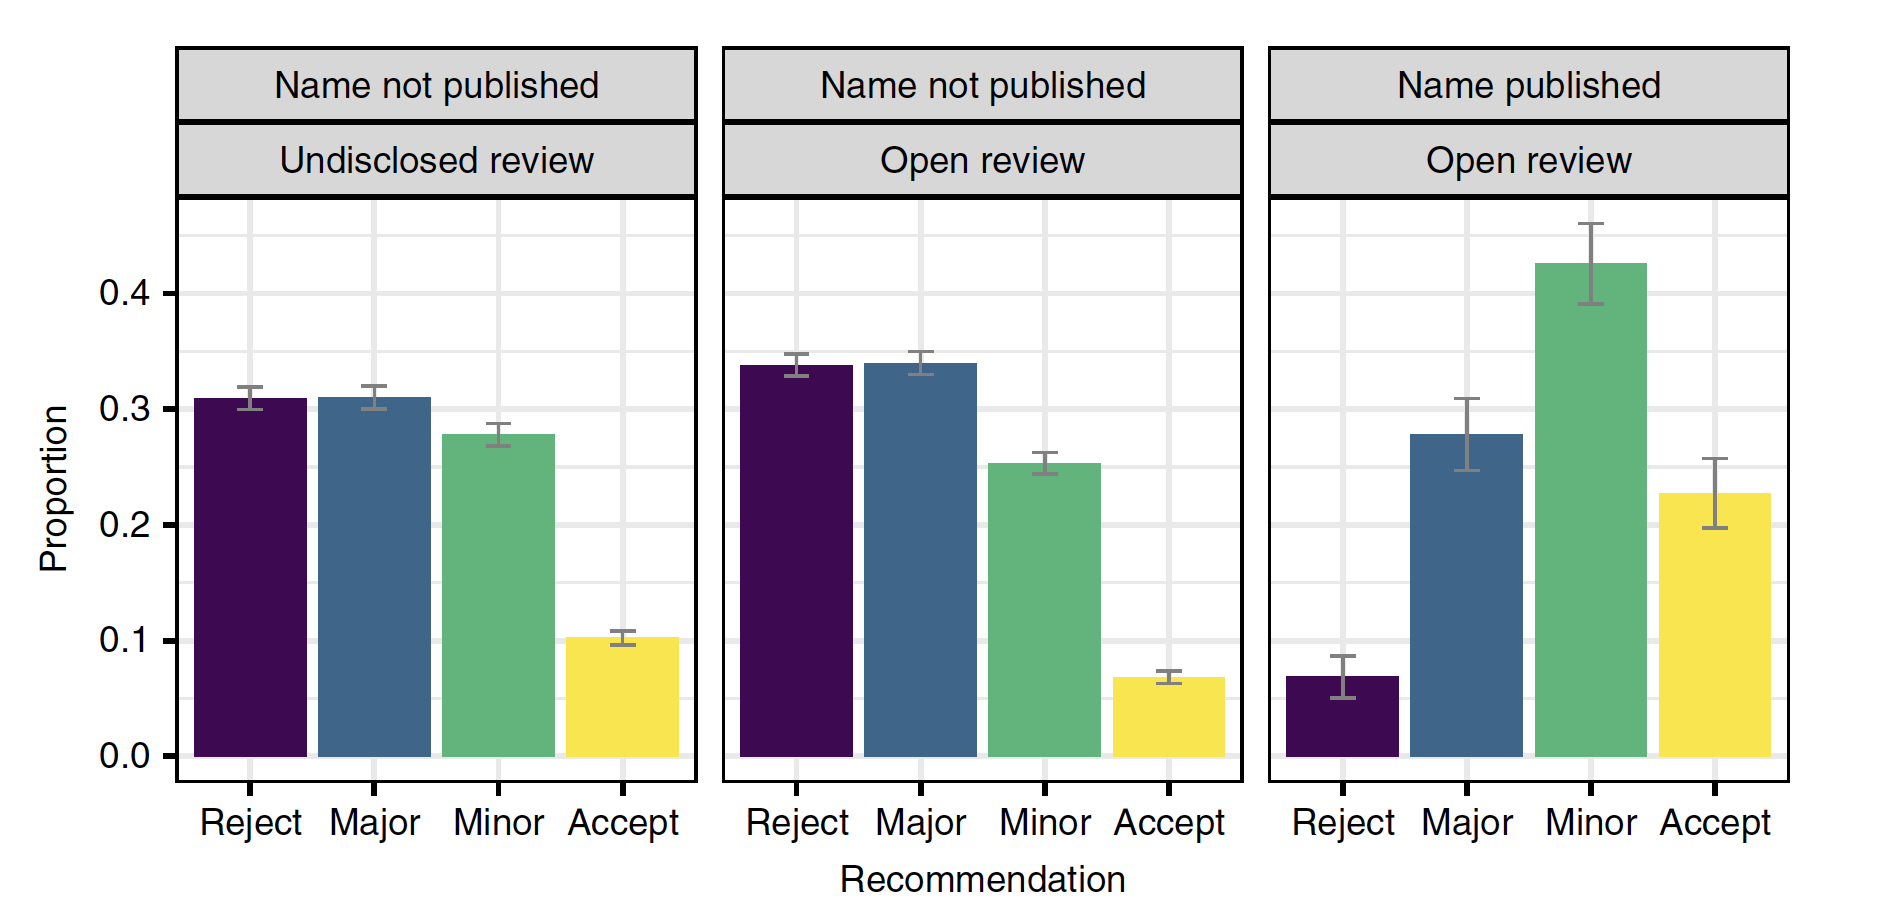 Name not published
Undisclosed review
Name not published
Open review
Name published
Open review
Proportion
0.4
0.3
0.2
0.1
0.0
Reject Major Minor Accept
Reject Major Minor Accept
Reject Major Minor Accept
Recommendation